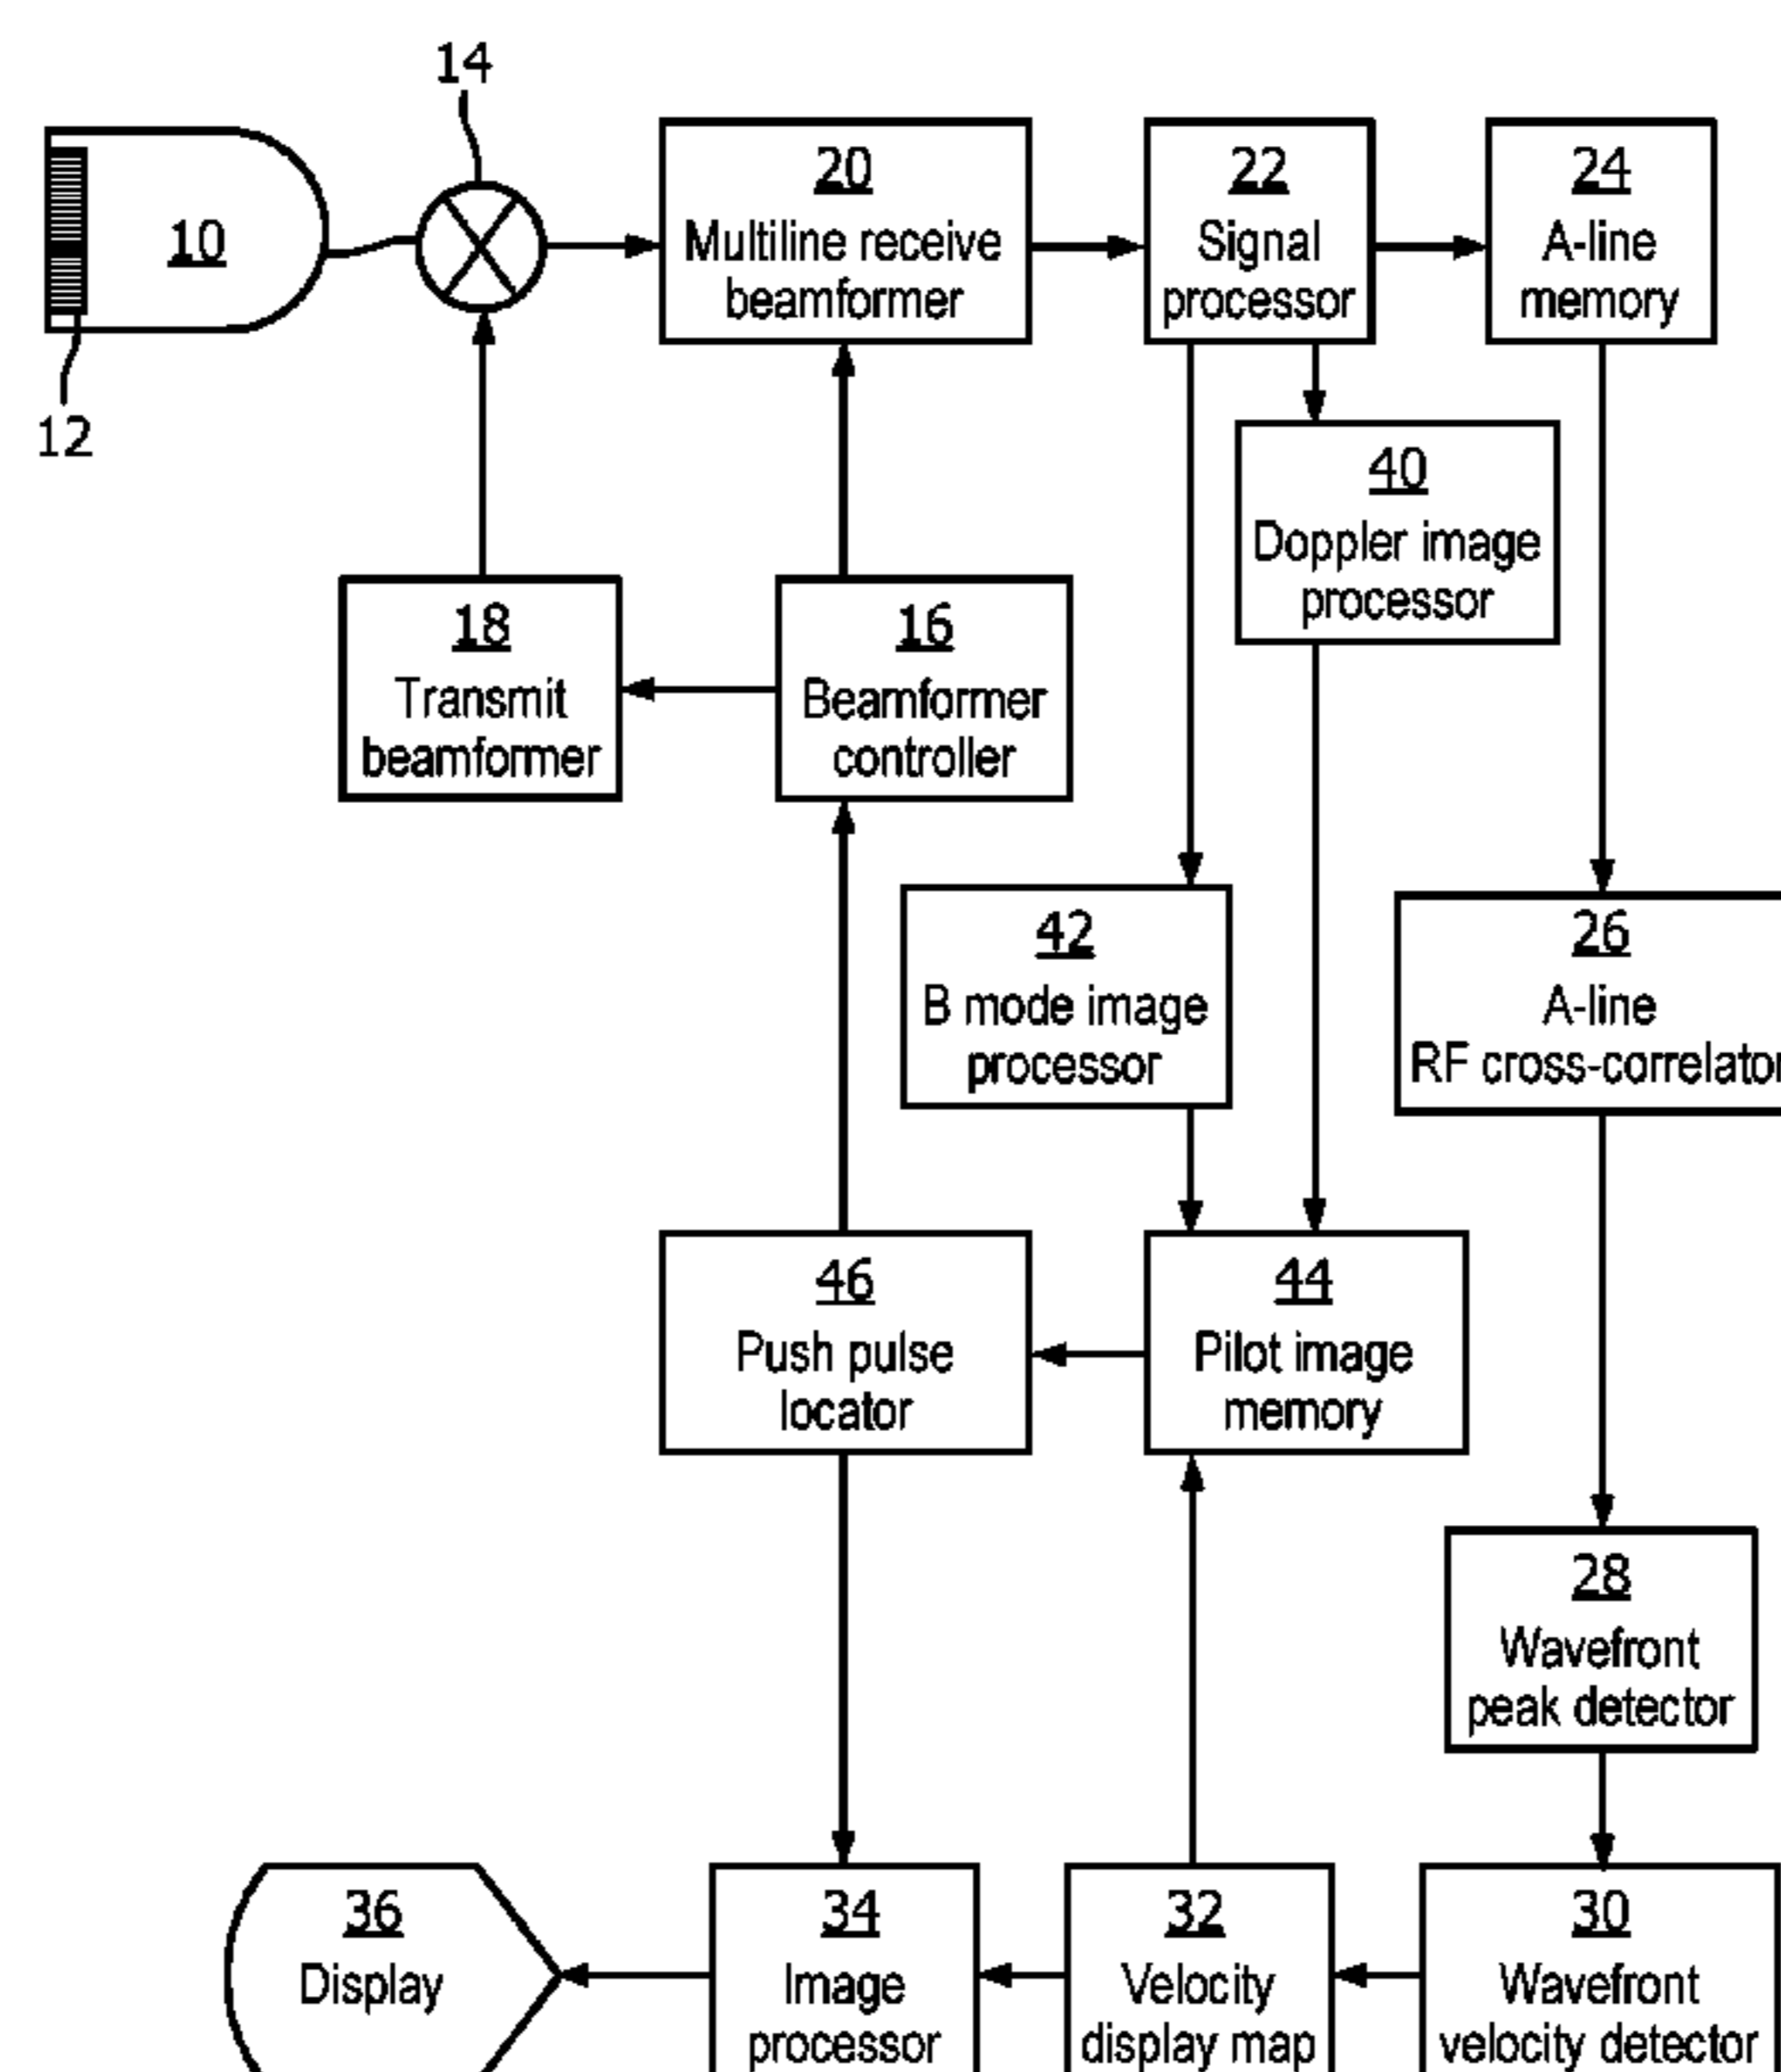 14
10
12
20
Multiline receive
beamformer
22
Signal
processor
24
A-line
memory
40
Doppler image
processor
18
Transmit
beamformer
16
Beamformer
controller
42
B mode image
processor
26
A-line
RF cross-correlator
46
Push pulse
locator
44
Pilot image
memory
28
Wavefront
peak detector
36
Display
34
Image
processor
32
Velocity
display map
30
Wavefront
velocity detector